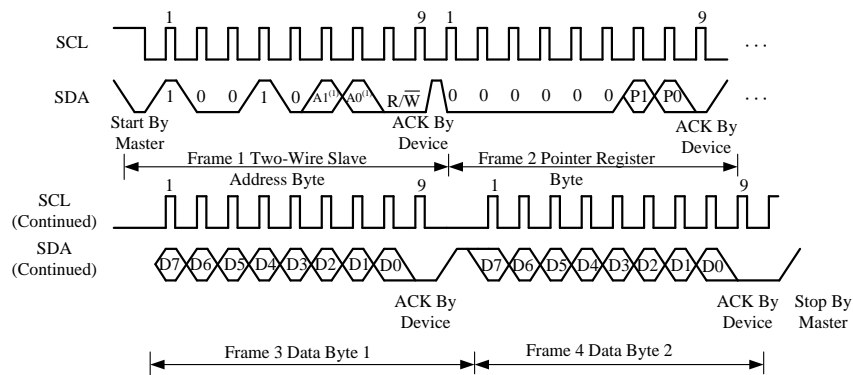 1 9 1 9
SCL ...
SDA 1 0 0 1 0 A1(1) A0(1) R/W̅ 0 0 0 0 0 0 P1 P0 ...
Start By Master
ACK By Device
ACK By Device
Frame 1 Two-Wire Slave Address Byte
Frame 2 Pointer Register Byte
1 9 1 9
SCL (Continued)
SDA (Continued)
D7 D6 D5 D4 D3 D2 D1 D0 D7 D6 D5 D4 D3 D2 D1 D0
ACK By Device
ACK By Device
Stop By Master
Frame 3 Data Byte 1
Frame 4 Data Byte 2